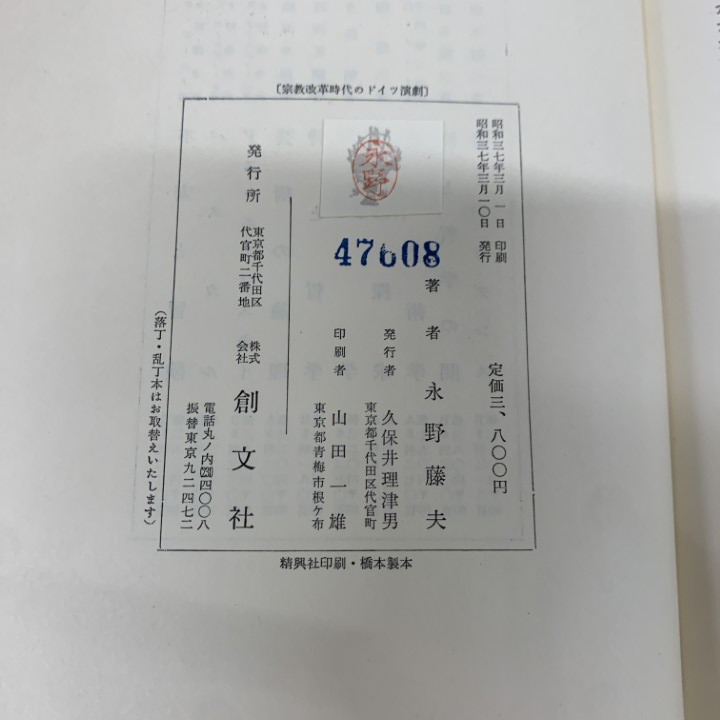 〔宗教改革時代のドイツ演劇〕
昭和三七年三月一日 印刷
昭和三七年三月一〇日 発行
定価三、八〇〇円
永野
47608
著者 永野藤夫
発行者 久保井理津男
東京都千代田区代官町
印刷者 山田一雄
東京都青梅市根ケ布
発行所
東京都千代田区
代官町二番地
株式
会社
創文社
電話丸ノ内(231)四〇〇八
振替東京九二四七二
(落丁・乱丁本はお取替えいたします)
精興社印刷・橋本製本